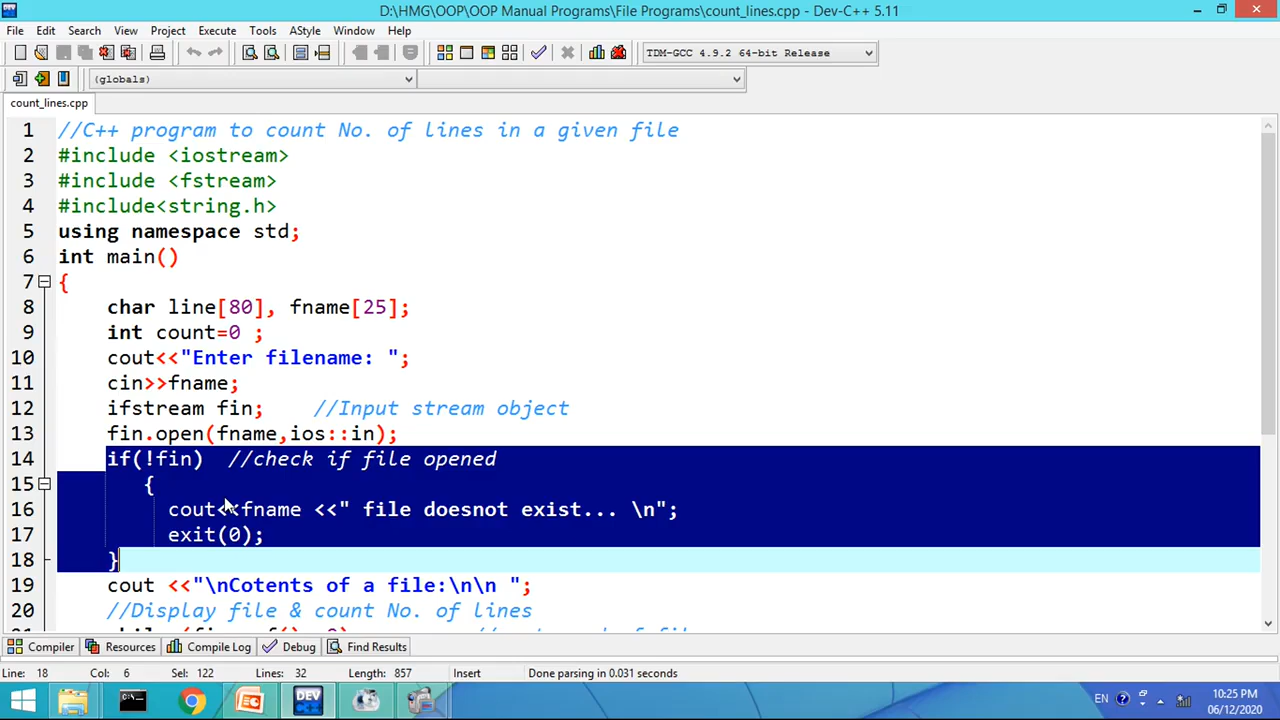 D:\HMG\OOP\OOP Manual Programs\File Programs\count_lines.cpp - Dev-C++ 5.11
File Edit Search View Project Execute Tools AStyle Window Help
TDM-GCC 4.9.2 64-bit Release
(globals)
count_lines.cpp
1 //C++ program to count No. of lines in a given file
2 #include <iostream>
3 #include <fstream>
4 #include<string.h>
5 using namespace std;
6 int main()
7 {
8 char line[80], fname[25];
9 int count=0 ;
10 cout<<"Enter filename: ";
11 cin>>fname;
12 ifstream fin; //Input stream object
13 fin.open(fname,ios::in);
14 if(!fin) //check if file opened
15 {
16 cout<<fname <<" file doesnot exist... \n";
17 exit(0);
18 }
19 cout <<"\nCotents of a file:\n\n ";
20 //Display file & count No. of lines
Compiler Resources Compile Log Debug Find Results
Line: 18 Col: 6 Sel: 122 Lines: 32 Length: 857 Insert Done parsing in 0.031 seconds
DEV C++ EN 10:25 PM
06/12/2020